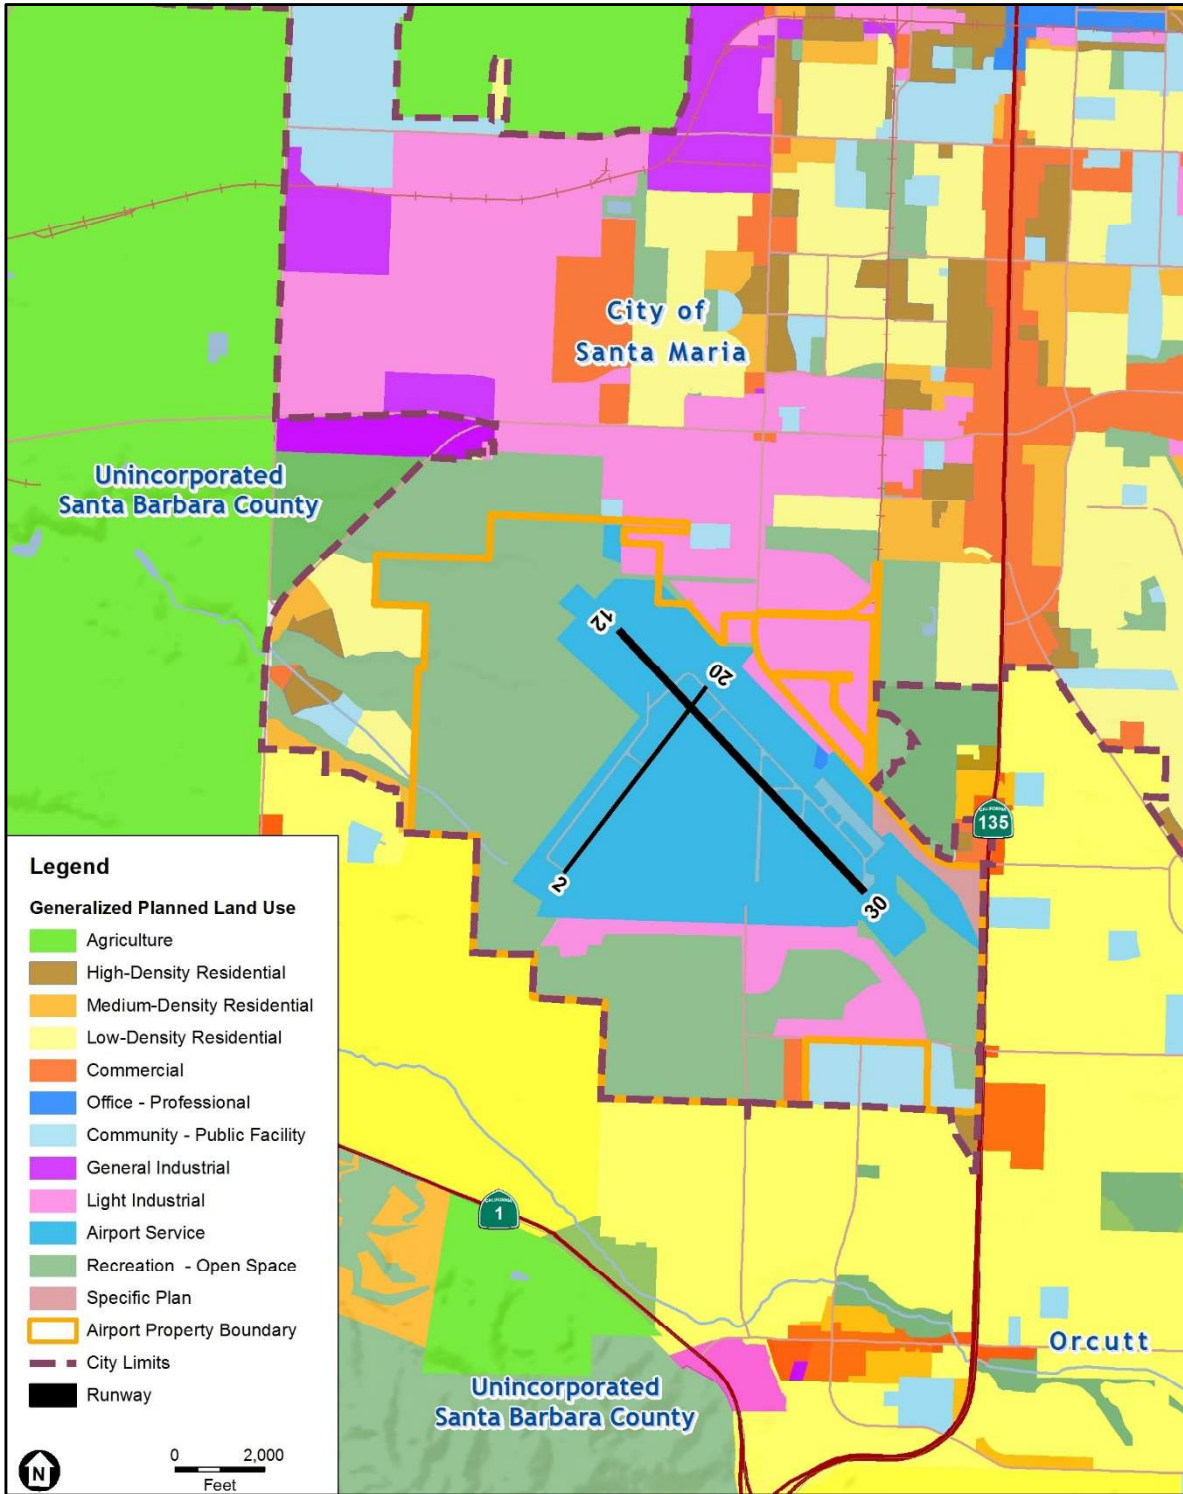 City of
Santa Maria
Unincorporated
Santa Barbara County
12
20
2
30
CALIFORNIA
135
Legend
Generalized Planned Land Use
Agriculture
High-Density Residential
Medium-Density Residential
Low-Density Residential
Commercial
Office - Professional
Community - Public Facility
General Industrial
Light Industrial
Airport Service
Recreation - Open Space
Specific Plan
Airport Property Boundary
City Limits
Runway
N
0 2,000
Feet
CALIFORNIA
1
Orcutt
Unincorporated
Santa Barbara County